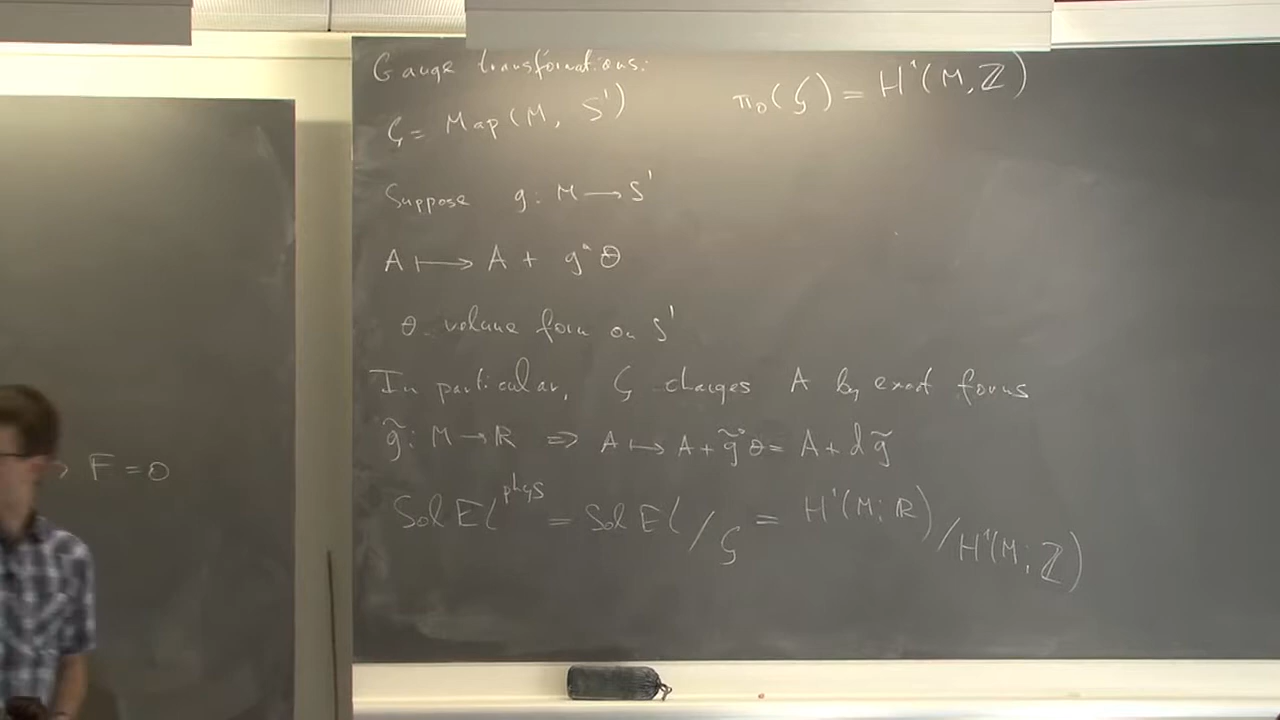 Gauge transformations:
π₀(G) = H¹(M, ℤ)
G = Map(M, S¹)
Suppose g: M → S¹
A ↦ A + g*θ
θ volume form on S¹
In particular, G changes A by exact forms
g̃: M → ℝ ⇒ A ↦ A + g̃*θ = A + dg̃
F = 0
Sol EL^phys = Sol EL / G = H¹(M; ℝ) / H¹(M; ℤ)